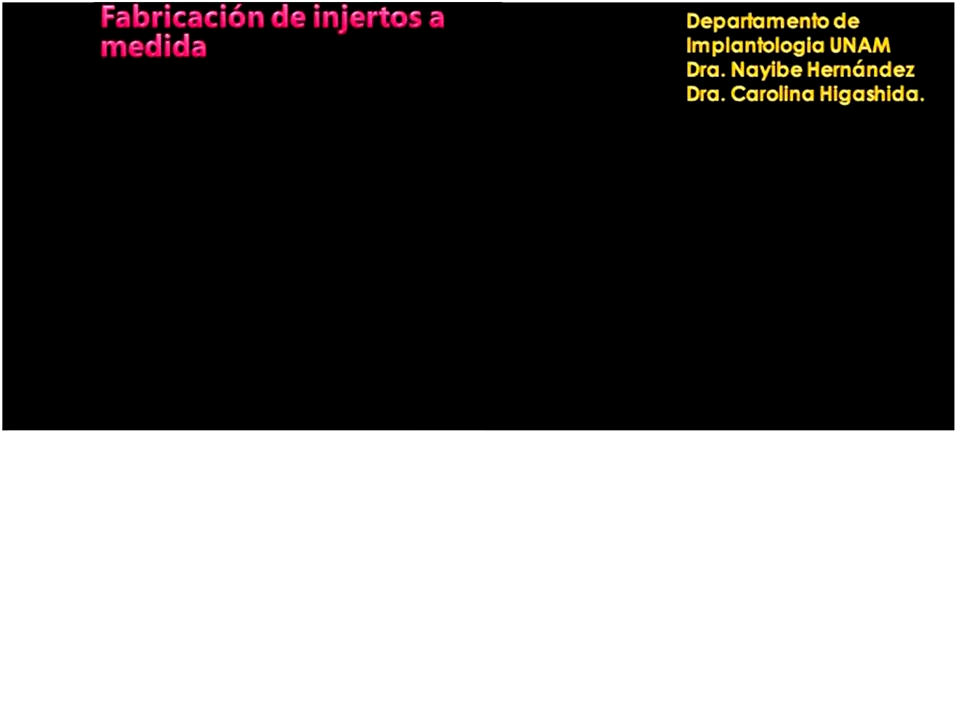 Fabricación de injertos a
medida
Departamento de
Implantologia UNAM
Dra. Nayibe Hernández
Dra. Carolina Higashida.